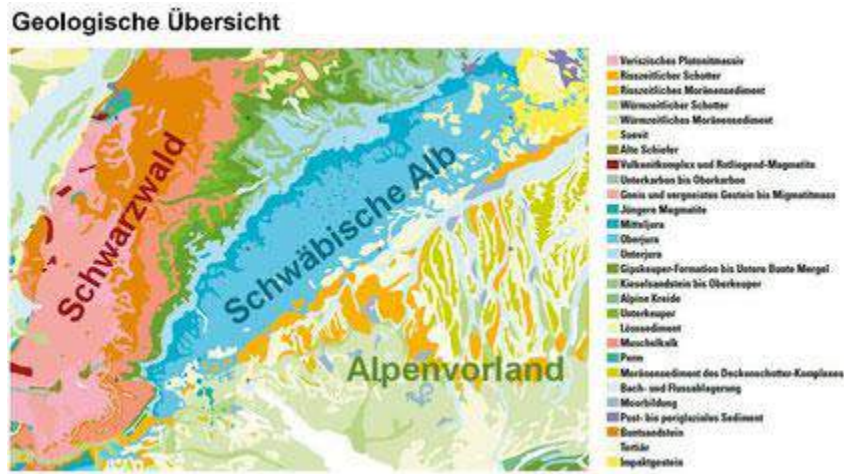 Geologische Übersicht
Schwarzwald
Schwäbische Alb
Alpenvorland
Variszisches Plutonitmassiv
Risszeitlicher Schotter
Risszeitliches Moränensediment
Würmzeitlicher Schotter
Würmzeitliches Moränensediment
Suevit
Alte Schiefer
Vulkanitkomplex und Rotliegend-Magmatite
Unterkarbon bis Oberkarbon
Gneis und vergneistes Gestein bis Migmatitmass
Jüngere Magmatite
Mitteljura
Oberjura
Unterjura
Gipskeuper-Formation bis Untere Bunte Mergel
Kieselsandstein bis Oberkeuper
Alpine Kreide
Unterkeuper
Lösssediment
Muschelkalk
Perm
Moränensediment des Deckenschotter-Komplexes
Bach- und Flussablagerung
Moorbildung
Post- bis periglaziales Sediment
Buntsandstein
Tertiär
Impaktgestein